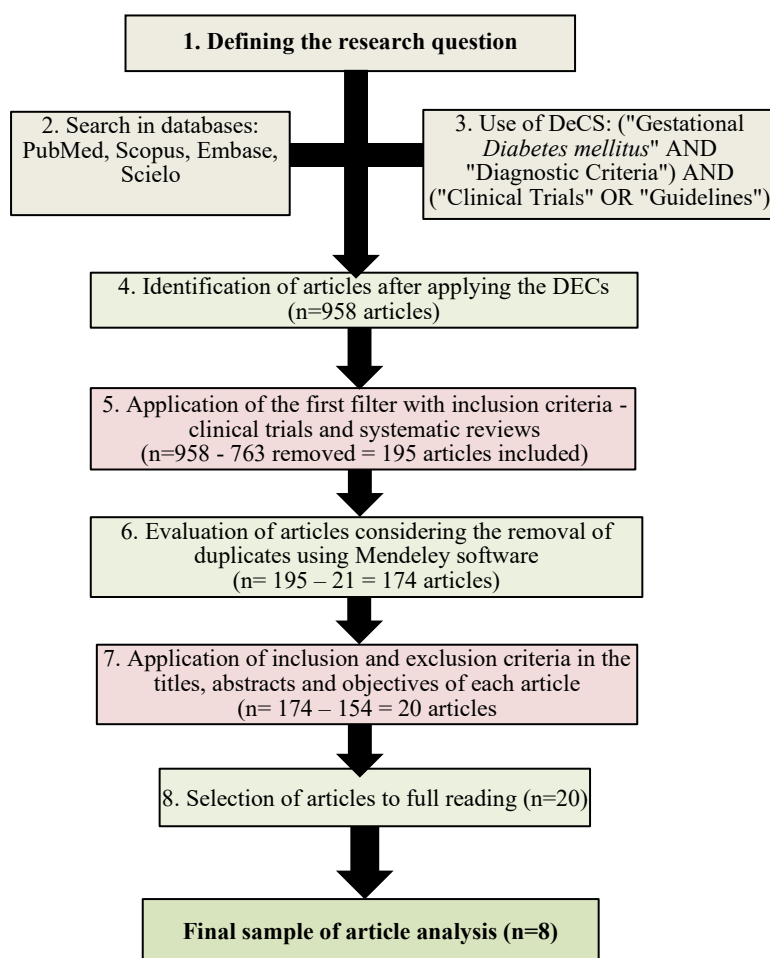 1. Defining the research question
2. Search in databases:
PubMed, Scopus, Embase,
Scielo
3. Use of DeCS: ("Gestational
Diabetes mellitus" AND
"Diagnostic Criteria") AND
("Clinical Trials" OR "Guidelines")
4. Identification of articles after applying the DECs
(n=958 articles)
5. Application of the first filter with inclusion criteria -
clinical trials and systematic reviews
(n=958 - 763 removed = 195 articles included)
6. Evaluation of articles considering the removal of
duplicates using Mendeley software
(n= 195 – 21 = 174 articles)
7. Application of inclusion and exclusion criteria in the
titles, abstracts and objectives of each article
(n= 174 – 154 = 20 articles
8. Selection of articles to full reading (n=20)
Final sample of article analysis (n=8)